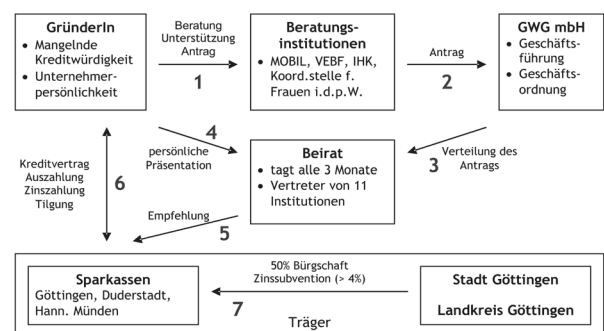 GründerIn
• Mangelnde
Kreditwürdigkeit
• Unternehmer-
persönlichkeit
Beratung
Unterstützung
Antrag
1
Beratungs-
institutionen
• MOBIL, VEBF, IHK,
Koord.stelle f.
Frauen i.d.p.W.
Antrag
2
GWG mbH
• Geschäfts-
führung
• Geschäfts-
ordnung
4
persönliche
Präsentation
Beirat
• tagt alle 3 Monate
• Vertreter von 11
Institutionen
3
Verteilung des
Antrags
Kreditvertrag
Auszahlung
Zinszahlung
Tilgung
6
Empfehlung
5
Sparkassen
Göttingen, Duderstadt,
Hann. Münden
50% Bürgschaft
Zinssubvention (> 4%)
7
Stadt Göttingen
Landkreis Göttingen
Träger